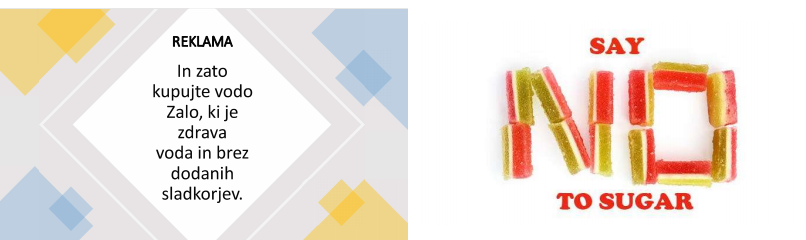 REKLAMA
In zato
kupujte vodo
Zalo, ki je
zdrava
voda in brez
dodanih
sladkorjev.
SAY
NO
TO SUGAR